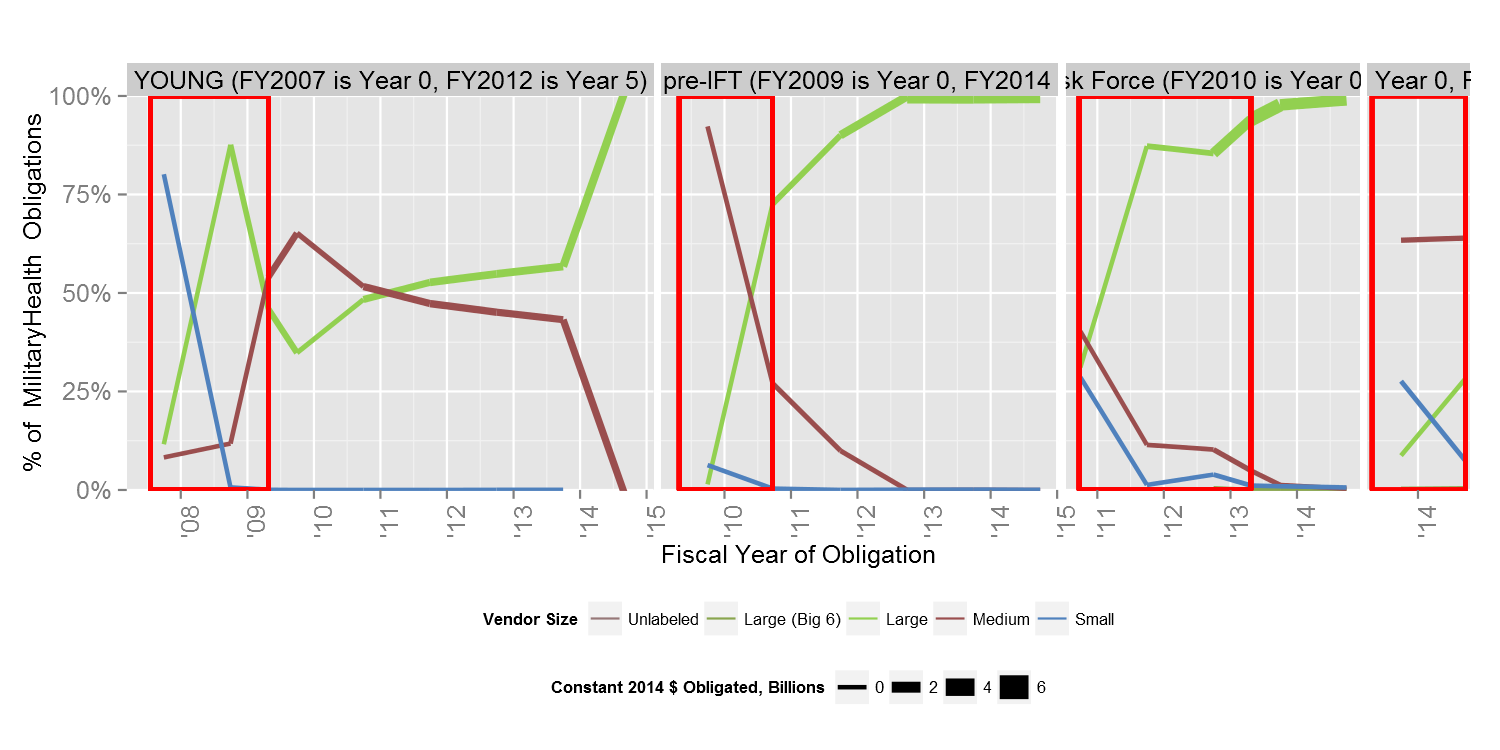 YOUNG (FY2007 is Year 0, FY2012 is Year 5)
pre-IFT (FY2009 is Year 0, FY2014
sk Force (FY2010 is Year 0
Year 0, F
% of MilitaryHealth Obligations
100%
75%
50%
25%
0%
'08 '09 '10 '11 '12 '13 '14 '15
'10 '11 '12 '13 '14 '15
'11 '12 '13 '14
'14
Fiscal Year of Obligation
Vendor Size Unlabeled Large (Big 6) Large Medium Small
Constant 2014 $ Obligated, Billions 0 2 4 6